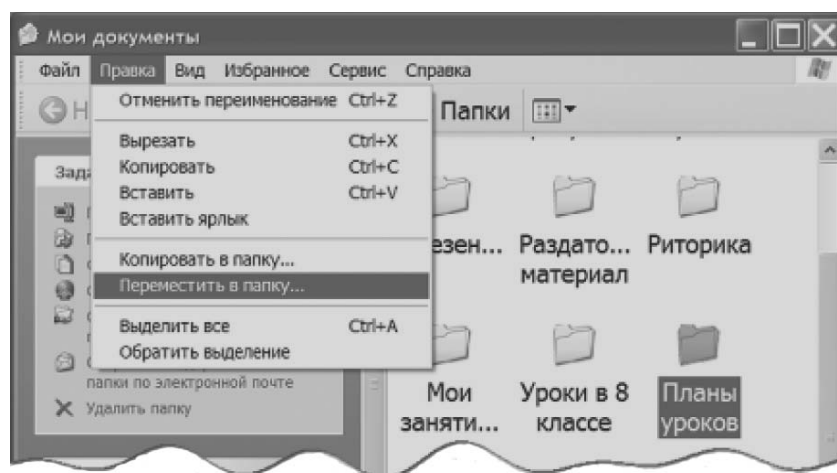 Мои документы
Файл Правка Вид Избранное Сервис Справка
Папки
Отменить переименование Ctrl+Z
Вырезать Ctrl+X
Копировать Ctrl+C
Вставить Ctrl+V
Вставить ярлык
Копировать в папку...
Переместить в папку...
Выделить все Ctrl+A
Обратить выделение
папки по электронной почте
Удалить папку
Раздато... Риторика
материал
Мои Уроки в 8 Планы
заняти... классе уроков